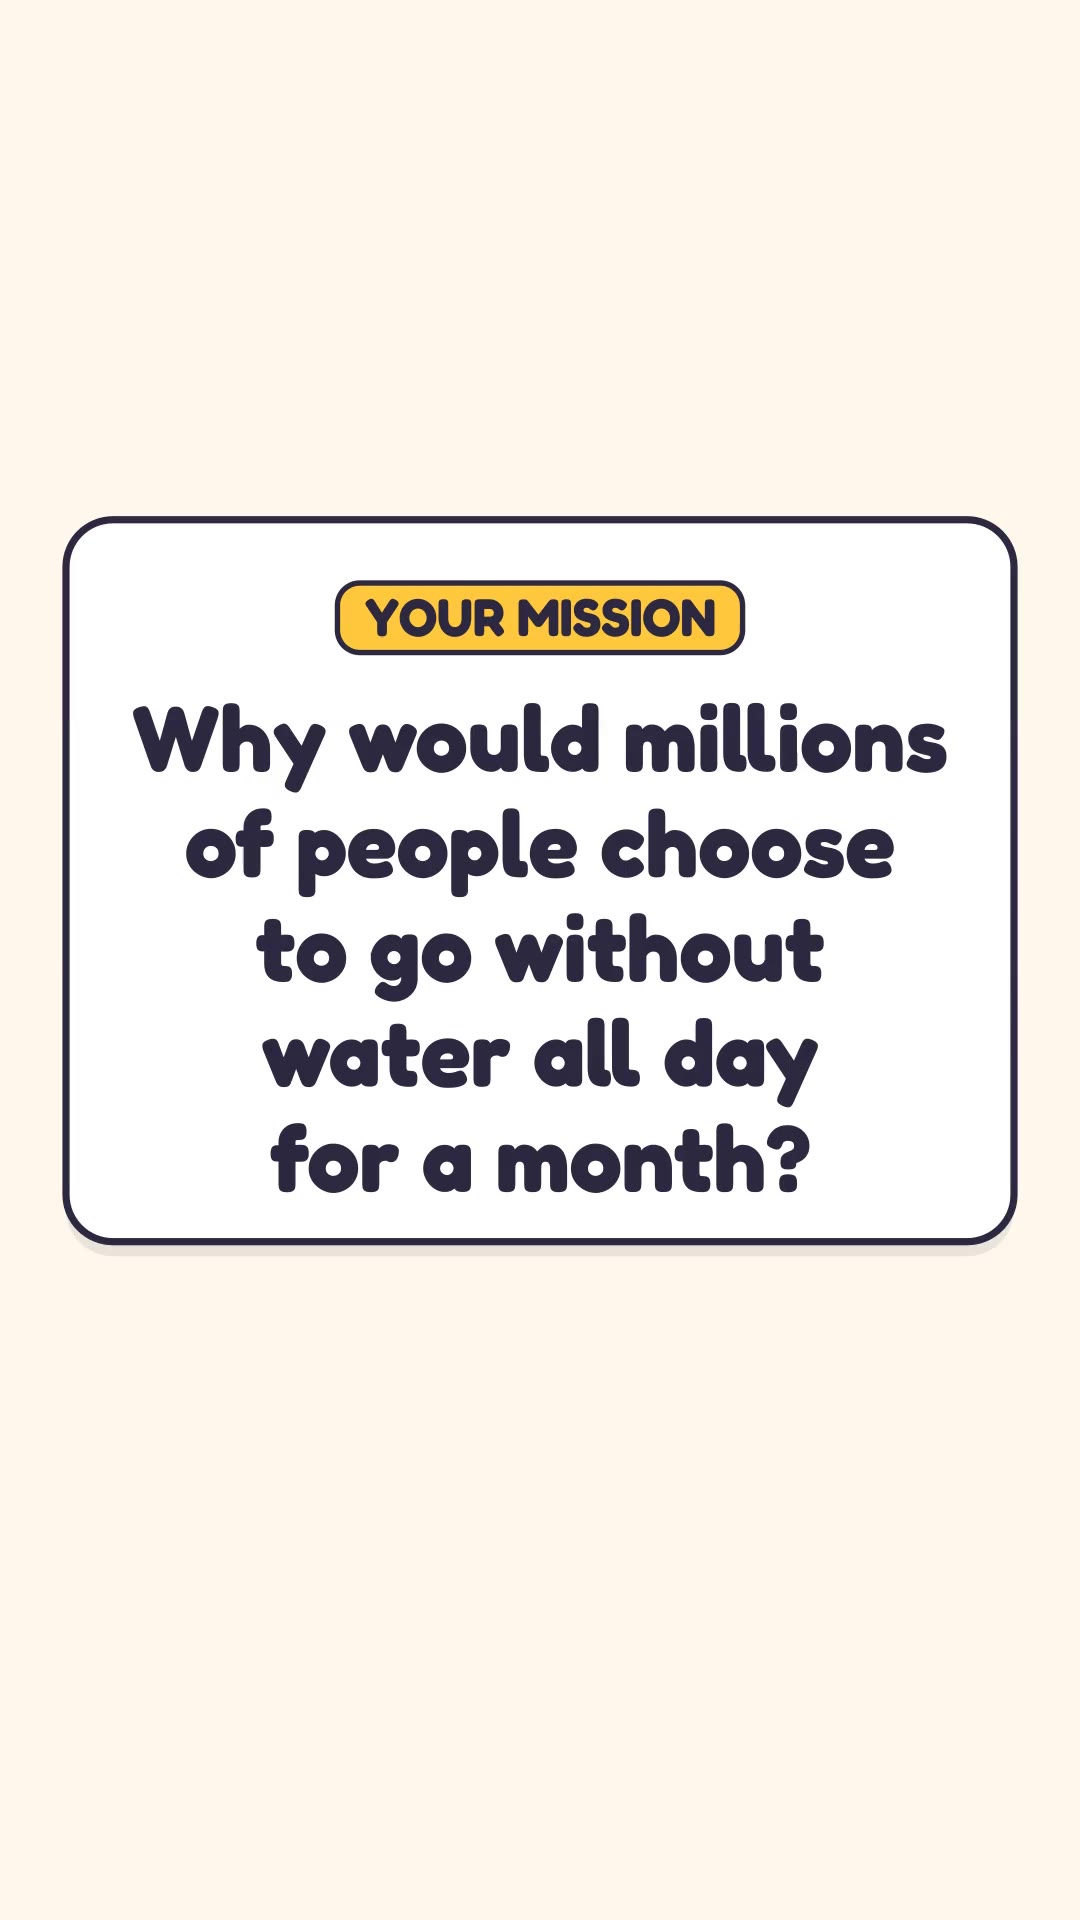 YOUR MISSION
Why would millions
of people choose
to go without
water all day
for a month?